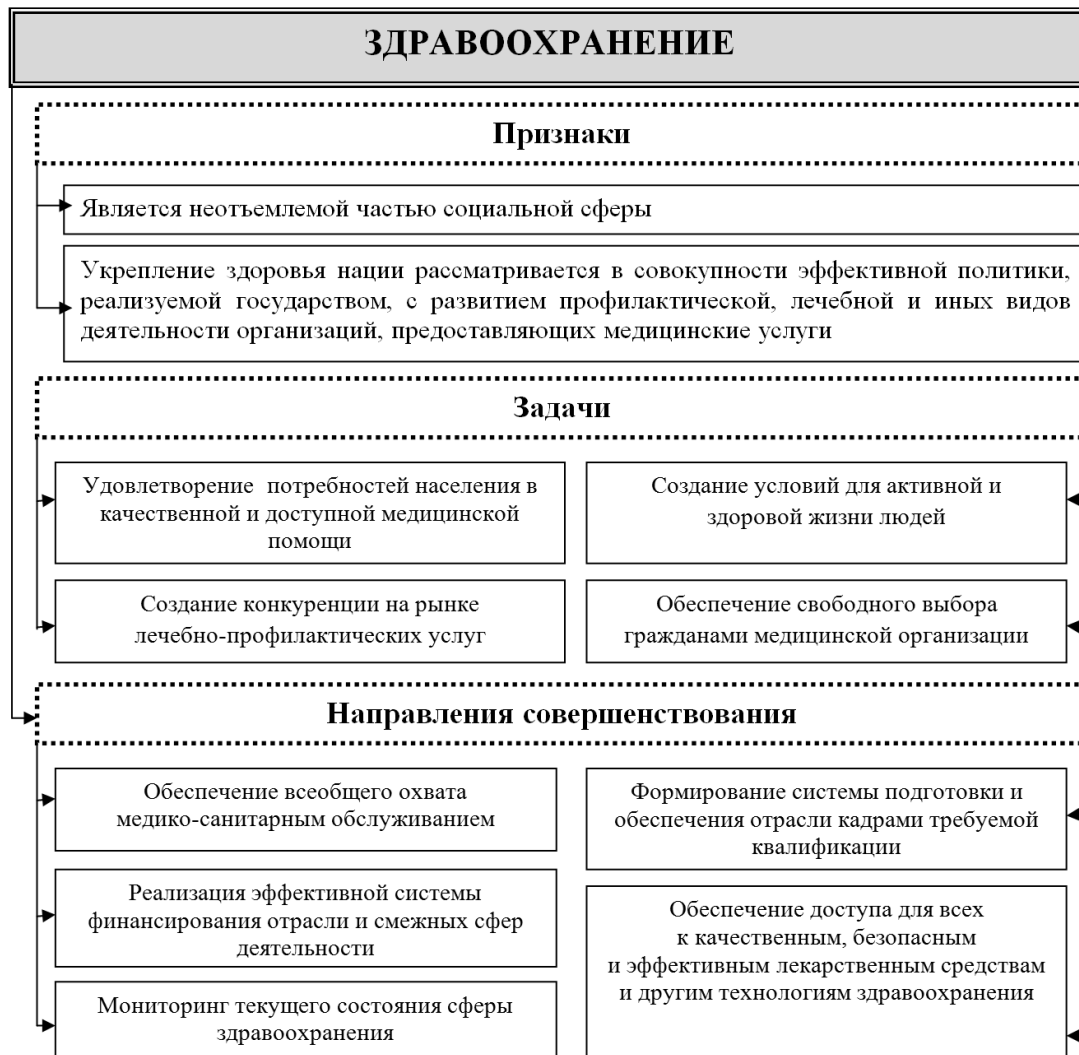 ЗДРАВООХРАНЕНИЕ
Признаки
Является неотъемлемой частью социальной сферы
Укрепление здоровья нации рассматривается в совокупности эффективной политики,
реализуемой государством, с развитием профилактической, лечебной и иных видов
деятельности организаций, предоставляющих медицинские услуги
Задачи
Удовлетворение потребностей населения в
качественной и доступной медицинской
помощи
Создание условий для активной и
здоровой жизни людей
Создание конкуренции на рынке
лечебно-профилактических услуг
Обеспечение свободного выбора
гражданами медицинской организации
Направления совершенствования
Обеспечение всеобщего охвата
медико-санитарным обслуживанием
Формирование системы подготовки и
обеспечения отрасли кадрами требуемой
квалификации
Реализация эффективной системы
финансирования отрасли и смежных сфер
деятельности
Обеспечение доступа для всех
к качественным, безопасным
и эффективным лекарственным средствам
и другим технологиям здравоохранения
Мониторинг текущего состояния сферы
здравоохранения